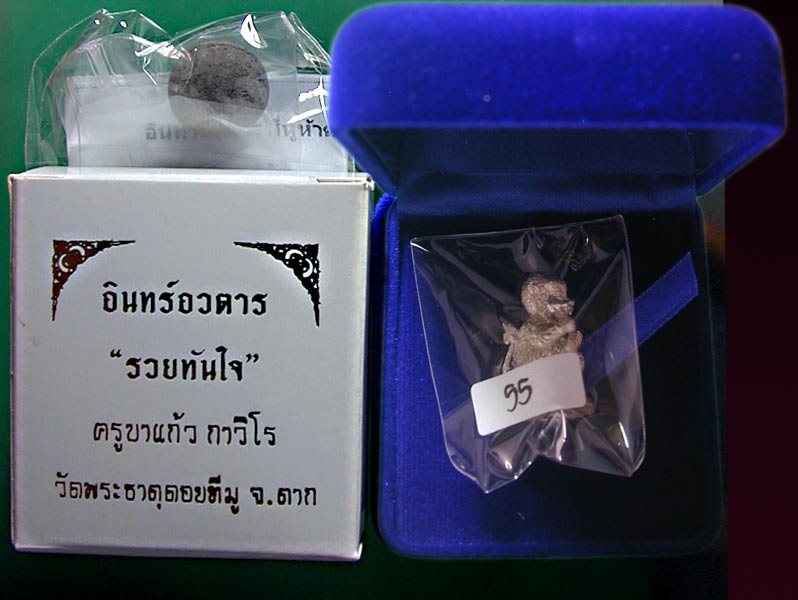 อินทร์อวตาร
“รวยทันใจ”
ครูบาแก้ว กาวิโร
วัดพระธาตุดอยทีมู จ.ตาก
95